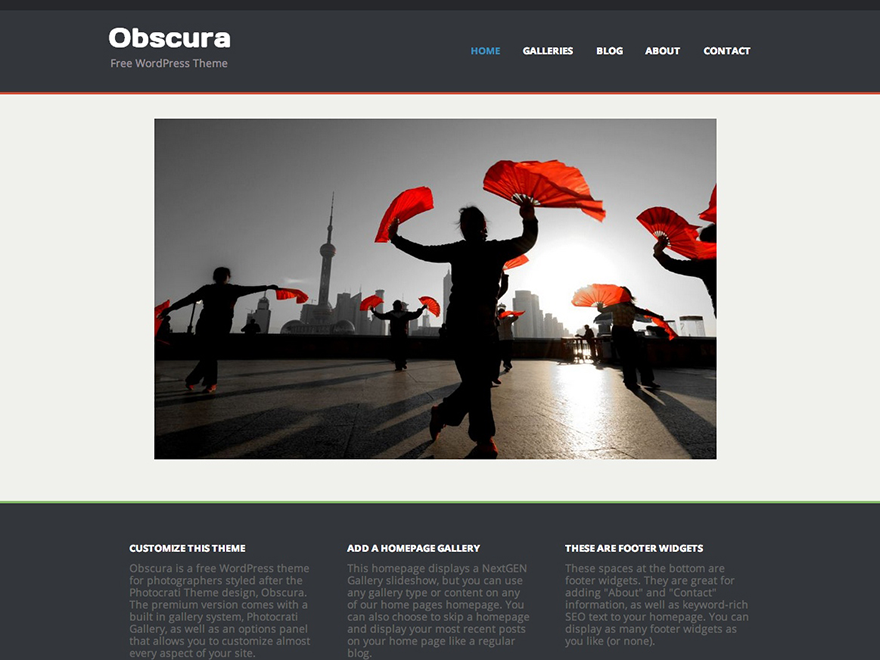 Obscura
Free WordPress Theme
HOME GALLERIES BLOG ABOUT CONTACT
CUSTOMIZE THIS THEME
Obscura is a free WordPress theme
for photographers styled after the
Photocrati Theme design, Obscura.
The premium version comes with a
built in gallery system, Photocrati
Gallery, as well as an options panel
that allows you to customize almost
every aspect of your site.
ADD A HOMEPAGE GALLERY
This homepage displays a NextGEN
Gallery slideshow, but you can use
any gallery type or content on any
of our home pages homepage. You
can also choose to skip a homepage
and display your most recent posts
on your home page like a regular
blog.
THESE ARE FOOTER WIDGETS
These spaces at the bottom are
footer widgets. They are great for
adding "About" and "Contact"
information, as well as keyword-rich
SEO text to your homepage. You can
display as many footer widgets as
you like (or none).